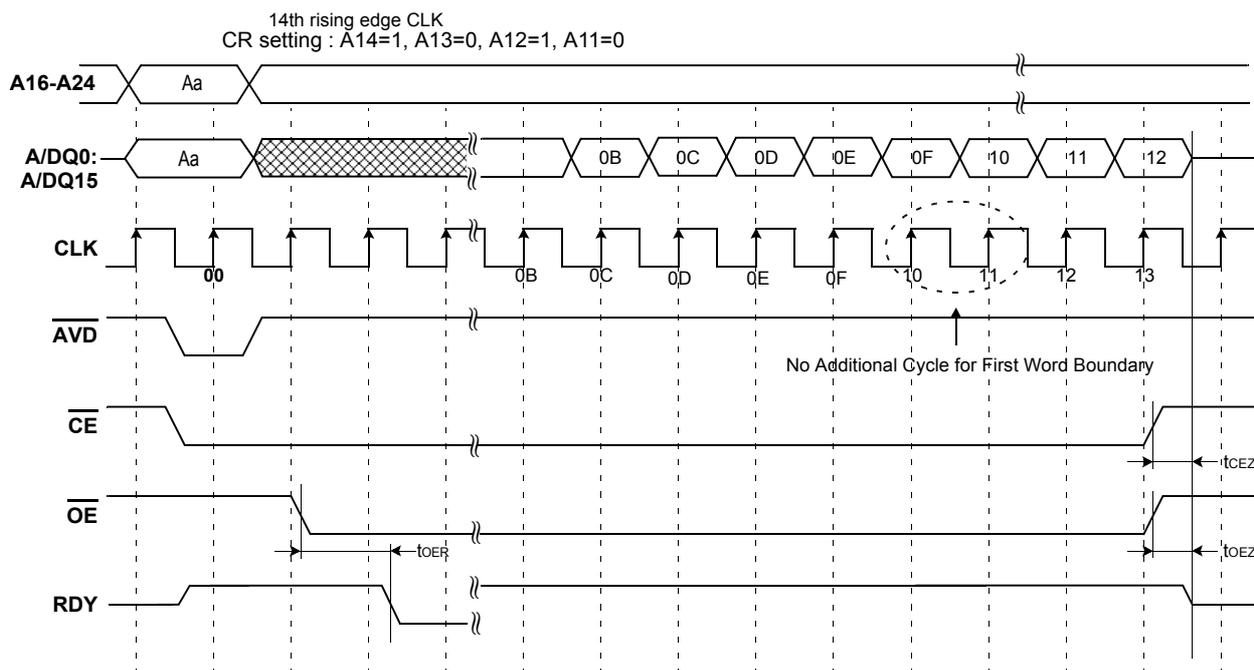 14th rising edge CLK
CR setting : A14=1, A13=0, A12=1, A11=0
A16-A24 Aa
A/DQ0:
A/DQ15 Aa 0B 0C 0D 0E 0F 10 11 12
CLK
00 0B 0C 0D 0E 0F 10 11 12 13
AVD
No Additional Cycle for First Word Boundary
CE
tCEZ
OE
tOER tOEZ
RDY